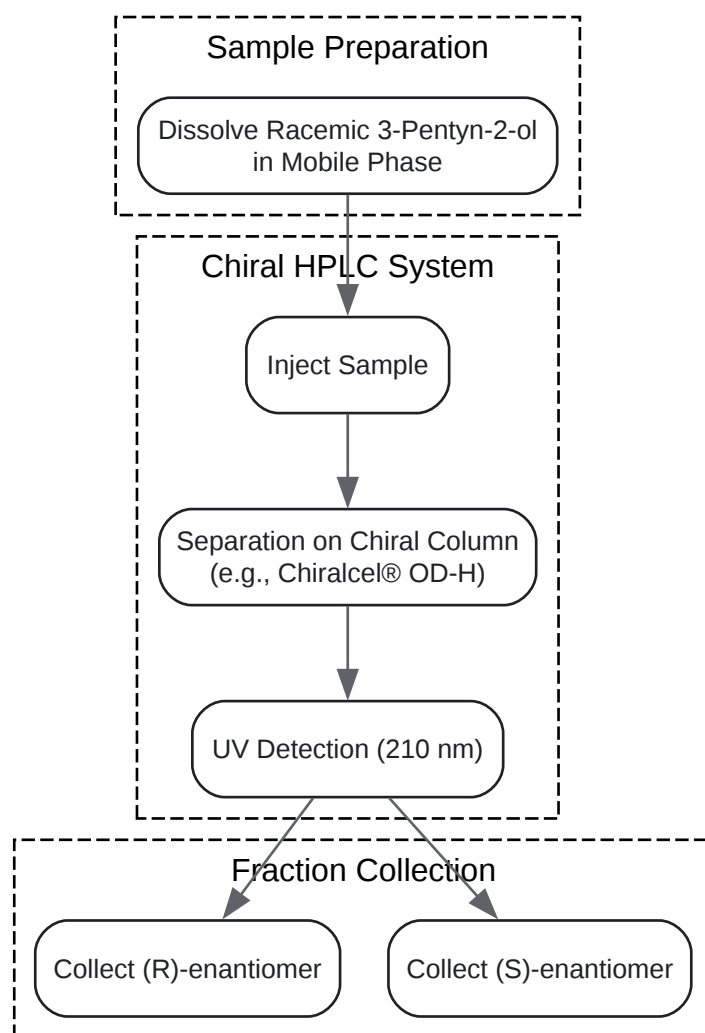 Sample Preparation
Dissolve Racemic 3-Pentyn-2-ol
in Mobile Phase
Chiral HPLC System
Inject Sample
Separation on Chiral Column
(e.g., Chiralcel® OD-H)
UV Detection (210 nm)
Fraction Collection
Collect (R)-enantiomer
Collect (S)-enantiomer